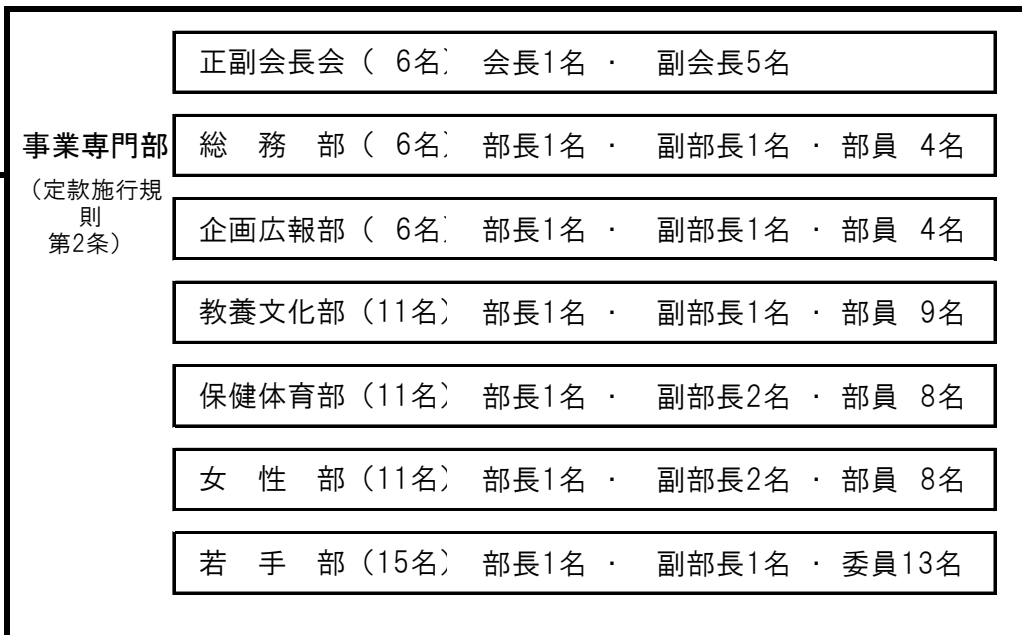 正副会長会（ 6名） 会長1名 ・ 副会長5名
事業専門部
（定款施行規
則
第2条）
総　務　部（ 6名） 部長1名 ・ 副部長1名 ・ 部員 4名
企画広報部（ 6名） 部長1名 ・ 副部長1名 ・ 部員 4名
教養文化部（11名） 部長1名 ・ 副部長1名 ・ 部員 9名
保健体育部（11名） 部長1名 ・ 副部長2名 ・ 部員 8名
女　性　部（11名） 部長1名 ・ 副部長2名 ・ 部員 8名
若　手　部（15名） 部長1名 ・ 副部長1名 ・ 委員13名